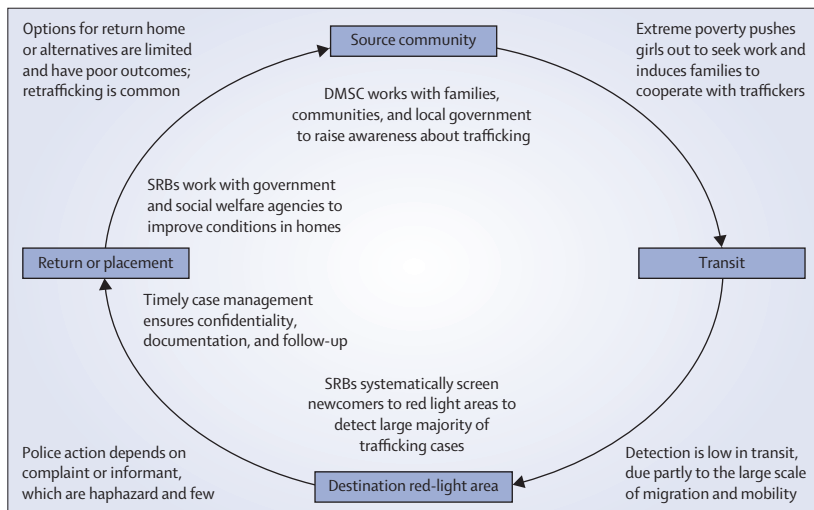 Options for return home
or alternatives are limited
and have poor outcomes;
retrafficking is common
Source community
Extreme poverty pushes
girls out to seek work and
induces families to
cooperate with traffickers
DMSC works with families,
communities, and local government
to raise awareness about trafficking
SRBs work with government
and social welfare agencies to
improve conditions in homes
Return or placement
Transit
Timely case management
ensures confidentiality,
documentation, and follow-up
SRBs systematically screen
newcomers to red light areas to
detect large majority of
trafficking cases
Police action depends on
complaint or informant,
which are haphazard and few
Destination red-light area
Detection is low in transit,
due partly to the large scale
of migration and mobility